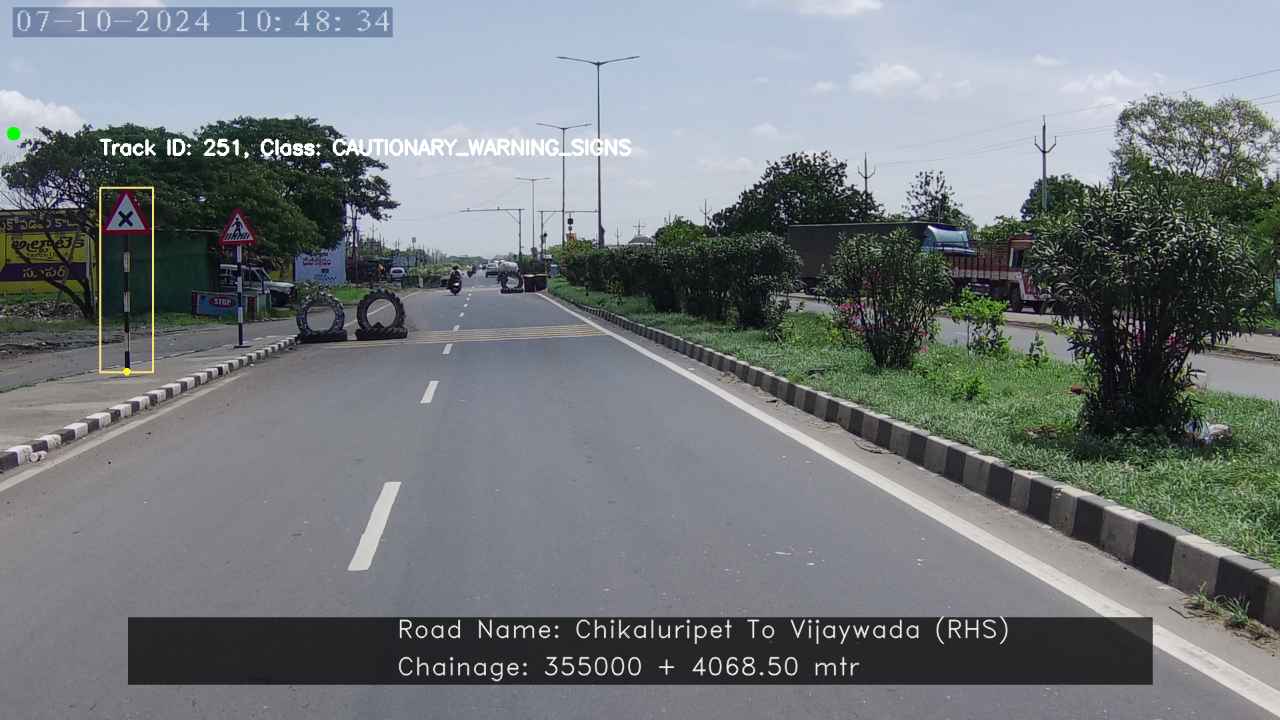 07-10-2024 10:48:34
Track ID: 251, Class: CAUTIONARY_WARNING_SIGNS
సూపర్
STOP
Road Name: Chikaluripet To Vijaywada (RHS)
Chainage: 355000 + 4068.50 mtr